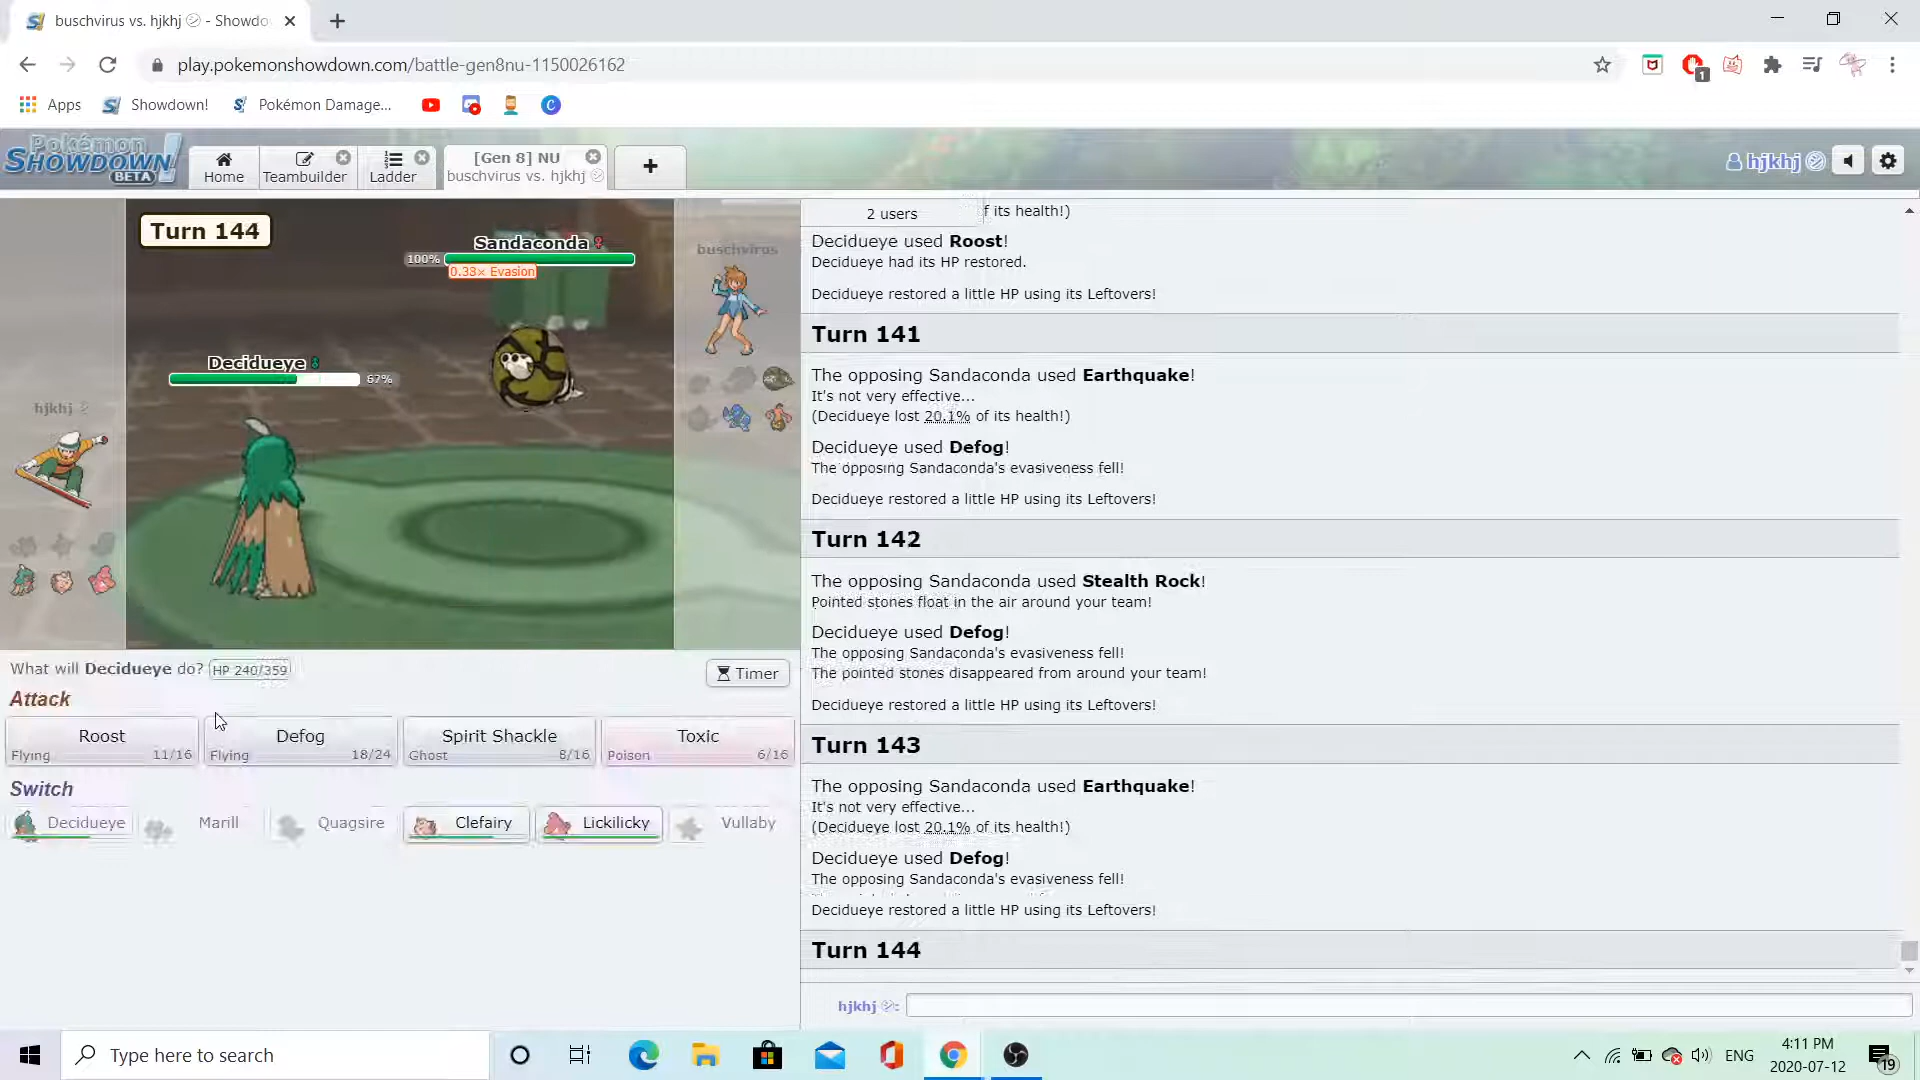 buschvirus vs. hjkhj - Showdo
play.pokemonshowdown.com/battle-gen8nu-1150026162
1
Apps
Showdown!
Pokémon Damage...
Pokémon
SHOWDOWN!
BETA
Home
Teambuilder
Ladder
[Gen 8] NU
buschvirus vs. hjkhj
hjkhj
Turn 144
Sandaconda
100%
0.33× Evasion
buschvirus
Decidueye
67%
hjkhj
What will Decidueye do? HP 240/359
Timer
Attack
Roost
Flying 11/16
Defog
Flying 18/24
Spirit Shackle
Ghost 8/16
Toxic
Poison 6/16
Switch
Decidueye
Marill
Quagsire
Clefairy
Lickilicky
Vullaby
2 users
f its health!)
Decidueye used Roost!
Decidueye had its HP restored.
Decidueye restored a little HP using its Leftovers!
Turn 141
The opposing Sandaconda used Earthquake!
It's not very effective...
(Decidueye lost 20.1% of its health!)
Decidueye used Defog!
The opposing Sandaconda's evasiveness fell!
Decidueye restored a little HP using its Leftovers!
Turn 142
The opposing Sandaconda used Stealth Rock!
Pointed stones float in the air around your team!
Decidueye used Defog!
The opposing Sandaconda's evasiveness fell!
The pointed stones disappeared from around your team!
Decidueye restored a little HP using its Leftovers!
Turn 143
The opposing Sandaconda used Earthquake!
It's not very effective...
(Decidueye lost 20.1% of its health!)
Decidueye used Defog!
The opposing Sandaconda's evasiveness fell!
Decidueye restored a little HP using its Leftovers!
Turn 144
hjkhj :
Type here to search
ENG
4:11 PM
2020-07-12
19